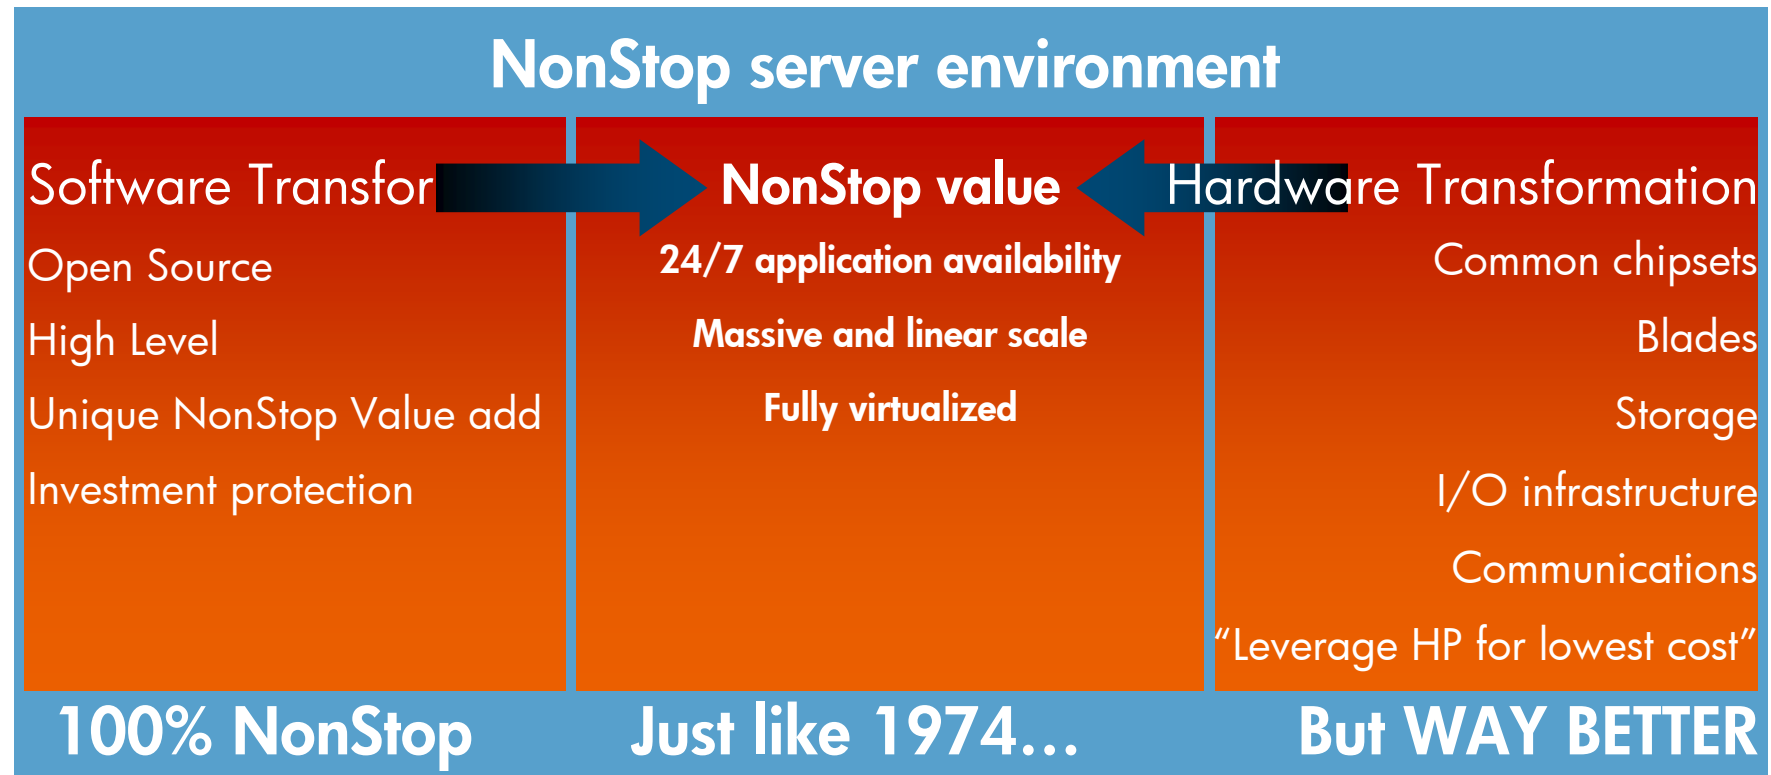 NonStop server environment
Software Transfor
Open Source
High Level
Unique NonStop Value add
Investment protection
NonStop value
24/7 application availability
Massive and linear scale
Fully virtualized
Hardware Transformation
Common chipsets
Blades
Storage
I/O infrastructure
Communications
“Leverage HP for lowest cost”
100% NonStop
Just like 1974…
But WAY BETTER